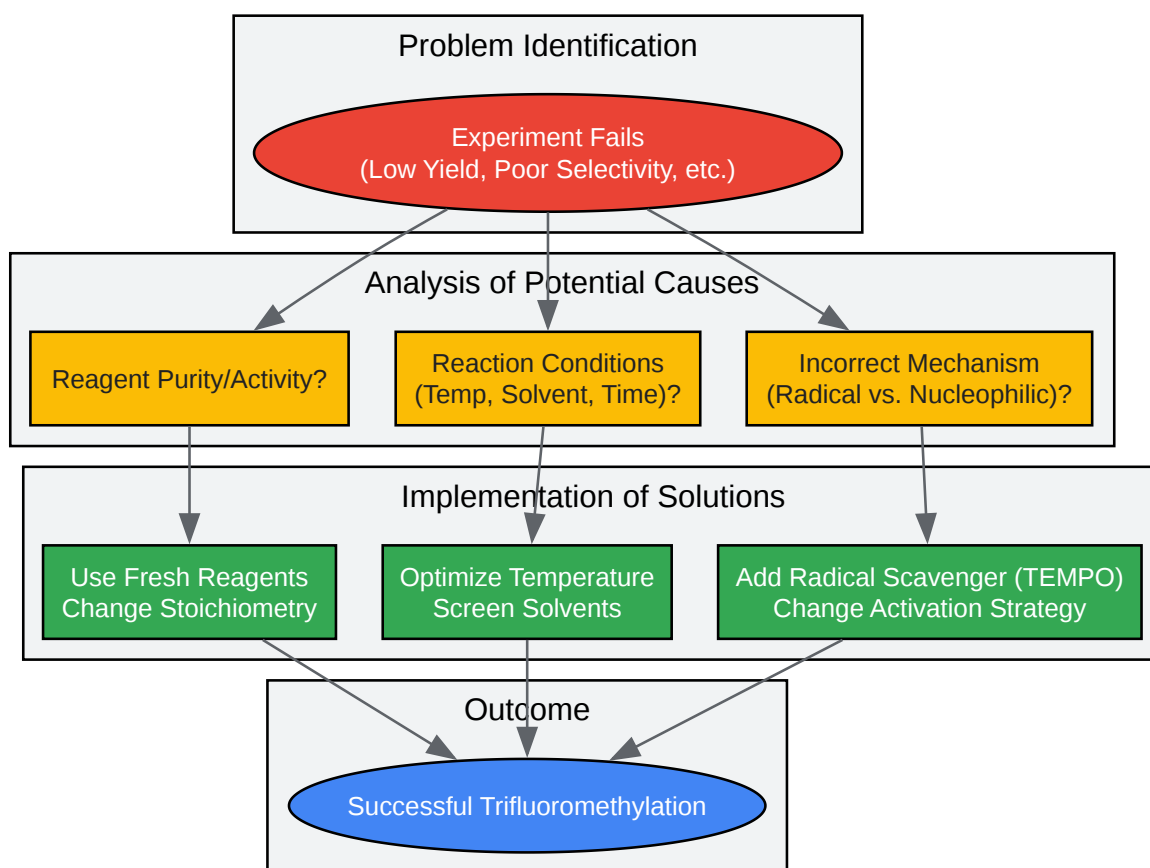 Problem Identification
Experiment Fails
(Low Yield, Poor Selectivity, etc.)
Analysis of Potential Causes
Reagent Purity/Activity?
Reaction Conditions
(Temp, Solvent, Time)?
Incorrect Mechanism
(Radical vs. Nucleophilic)?
Implementation of Solutions
Use Fresh Reagents
Change Stoichiometry
Optimize Temperature
Screen Solvents
Add Radical Scavenger (TEMPO)
Change Activation Strategy
Outcome
Successful Trifluoromethylation